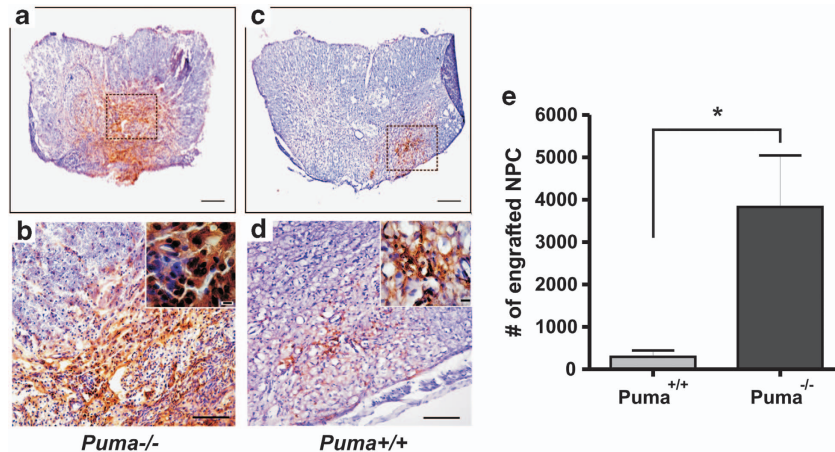 a
c
b
d
Puma-/-
Puma+/+
e
*
# of engrafted NPC
6000
5000
4000
3000
2000
1000
0
Puma+/+
Puma-/-